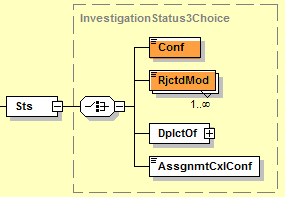 InvestigationStatus3Choice
Conf
Sts
RjctdMod
1..∞
DplctOf
AssgnmtCxlConf